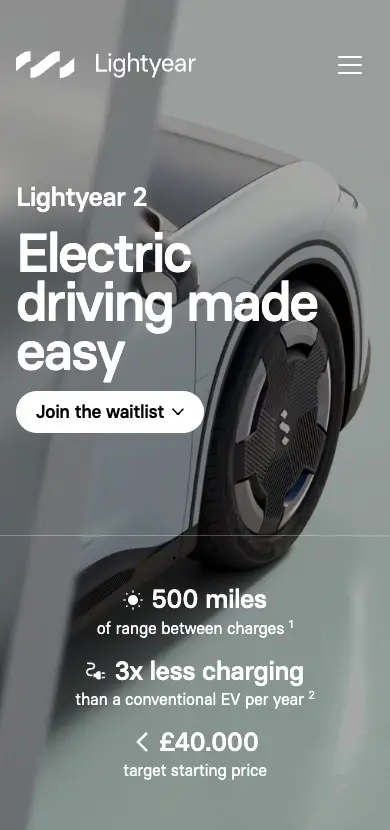 Lightyear
Lightyear 2
Electric
driving made
easy
Join the waitlist
500 miles
of range between charges ¹
3x less charging
than a conventional EV per year ²
< £40.000
target starting price